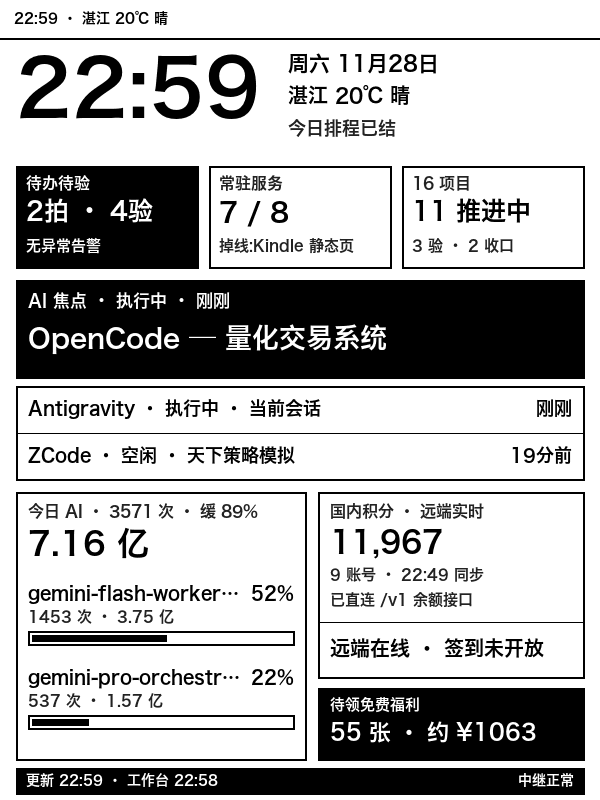 22:59 · 湛江 20℃ 晴
22:59
周六 11月28日
湛江 20℃ 晴
今日排程已结
待办待验
2拍 · 4验
无异常告警
常驻服务
7 / 8
掉线:Kindle 静态页
16 项目
11 推进中
3 验 · 2 收口
AI 焦点 · 执行中 · 刚刚
OpenCode — 量化交易系统
Antigravity · 执行中 · 当前会话 刚刚
ZCode · 空闲 · 天下策略模拟 19分前
今日 AI · 3571 次 · 缓 89%
7.16 亿
gemini-flash-worker… 52%
1453 次 · 3.75 亿
gemini-pro-orchestr… 22%
537 次 · 1.57 亿
国内积分 · 远端实时
11,967
9 账号 · 22:49 同步
已直连 /v1 余额接口
远端在线 · 签到未开放
待领免费福利
55 张 · 约 ¥1063
更新 22:59 · 工作台 22:58 中继正常